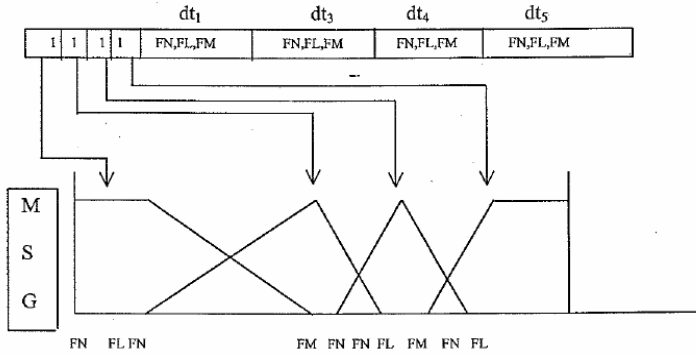 dt1 dt3 dt4 dt5
1 1 1 1 FN,FL,FM FN,FL,FM FN,FL,FM FN,FL,FM
M
S
G
FN FL FN FM FN FN FL FM FN FL